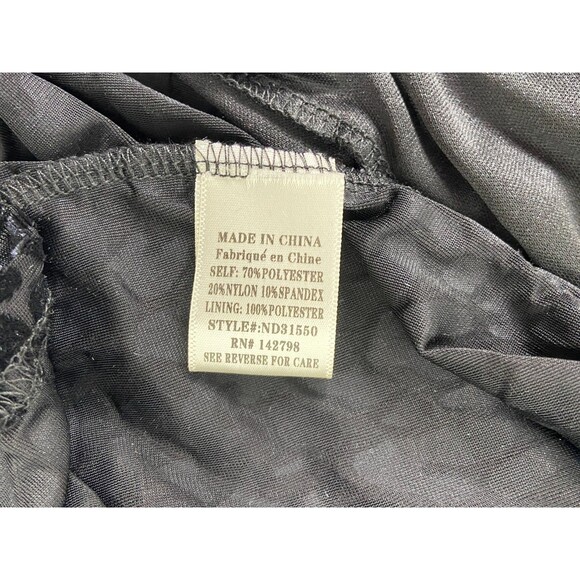 MADE IN CHINA
Fabriqué en Chine
SELF: 70%POLYESTER
20%NYLON 10%SPANDEX
LINING: 100%POLYESTER
STYLE#:ND31550
RN# 142798
SEE REVERSE FOR CARE